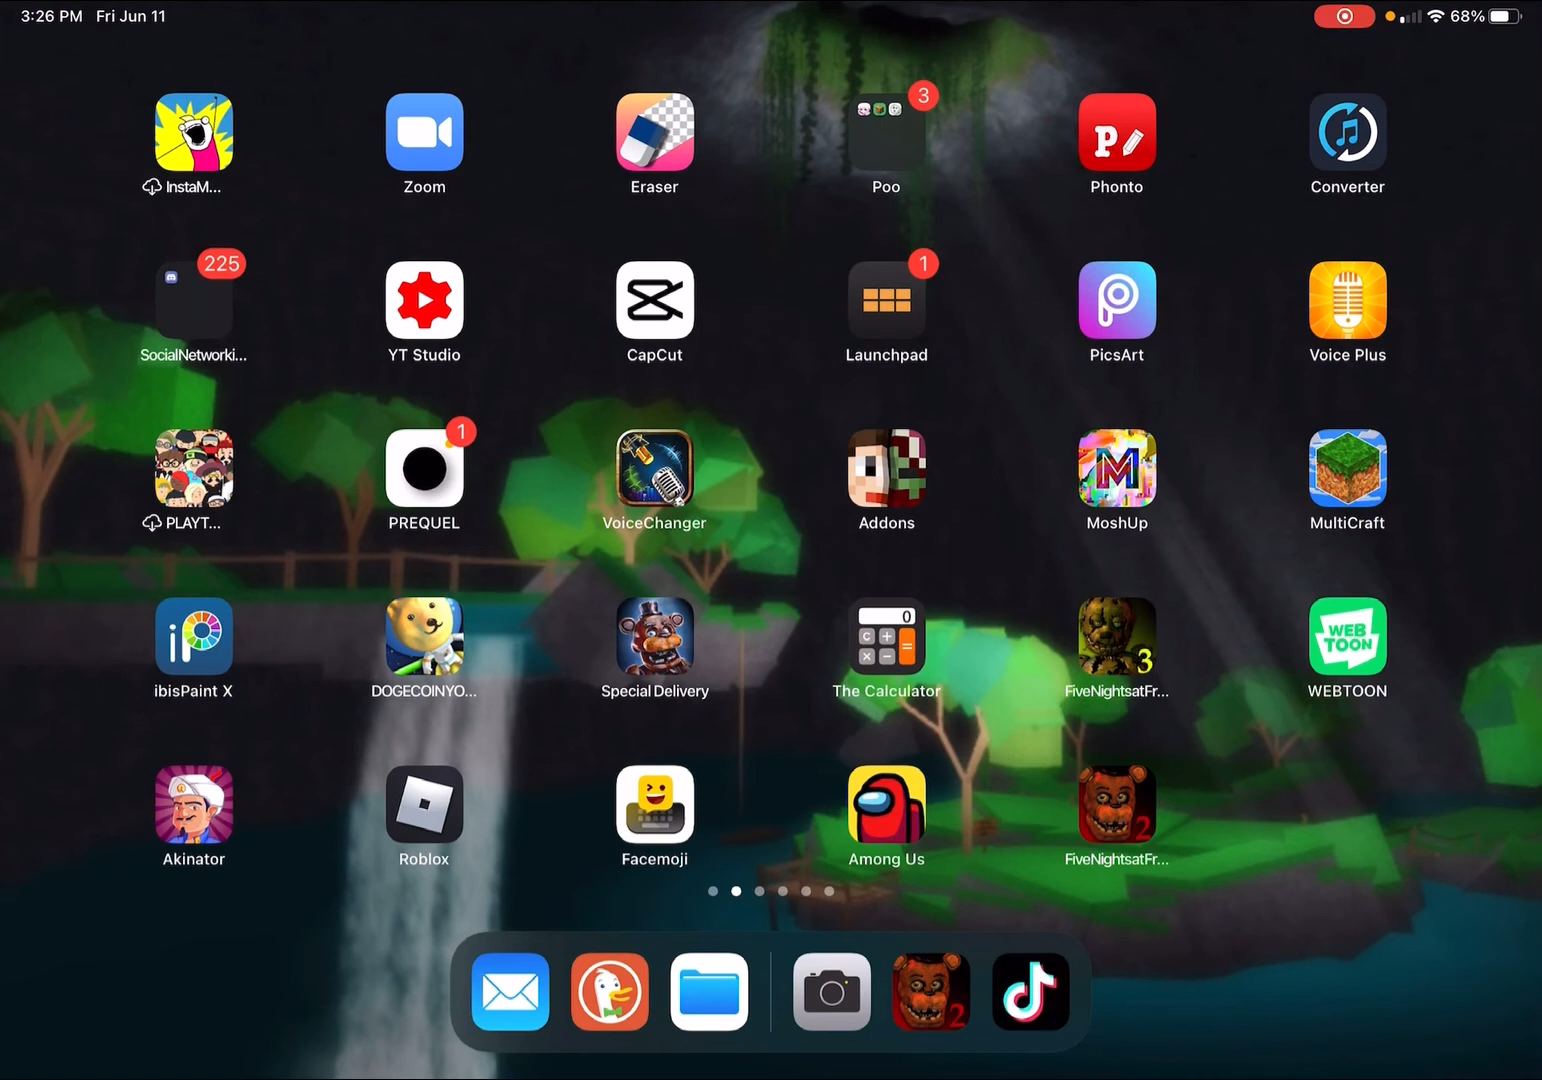 3:26 PM Fri Jun 11
68%
3
InstaM...
Zoom
Eraser
Poo
P
Phonto
Converter
225
1
SocialNetworki...
YT Studio
CapCut
Launchpad
PicsArt
Voice Plus
1
M
PLAYT...
PREQUEL
VoiceChanger
Addons
MoshUp
MultiCraft
iP
0
C + = × −
3
WEB
TOON
ibisPaint X
DOGECOINYO...
Special Delivery
The Calculator
FiveNightsatFr...
WEBTOON
2
Akinator
Roblox
Facemoji
Among Us
FiveNightsatFr...
2